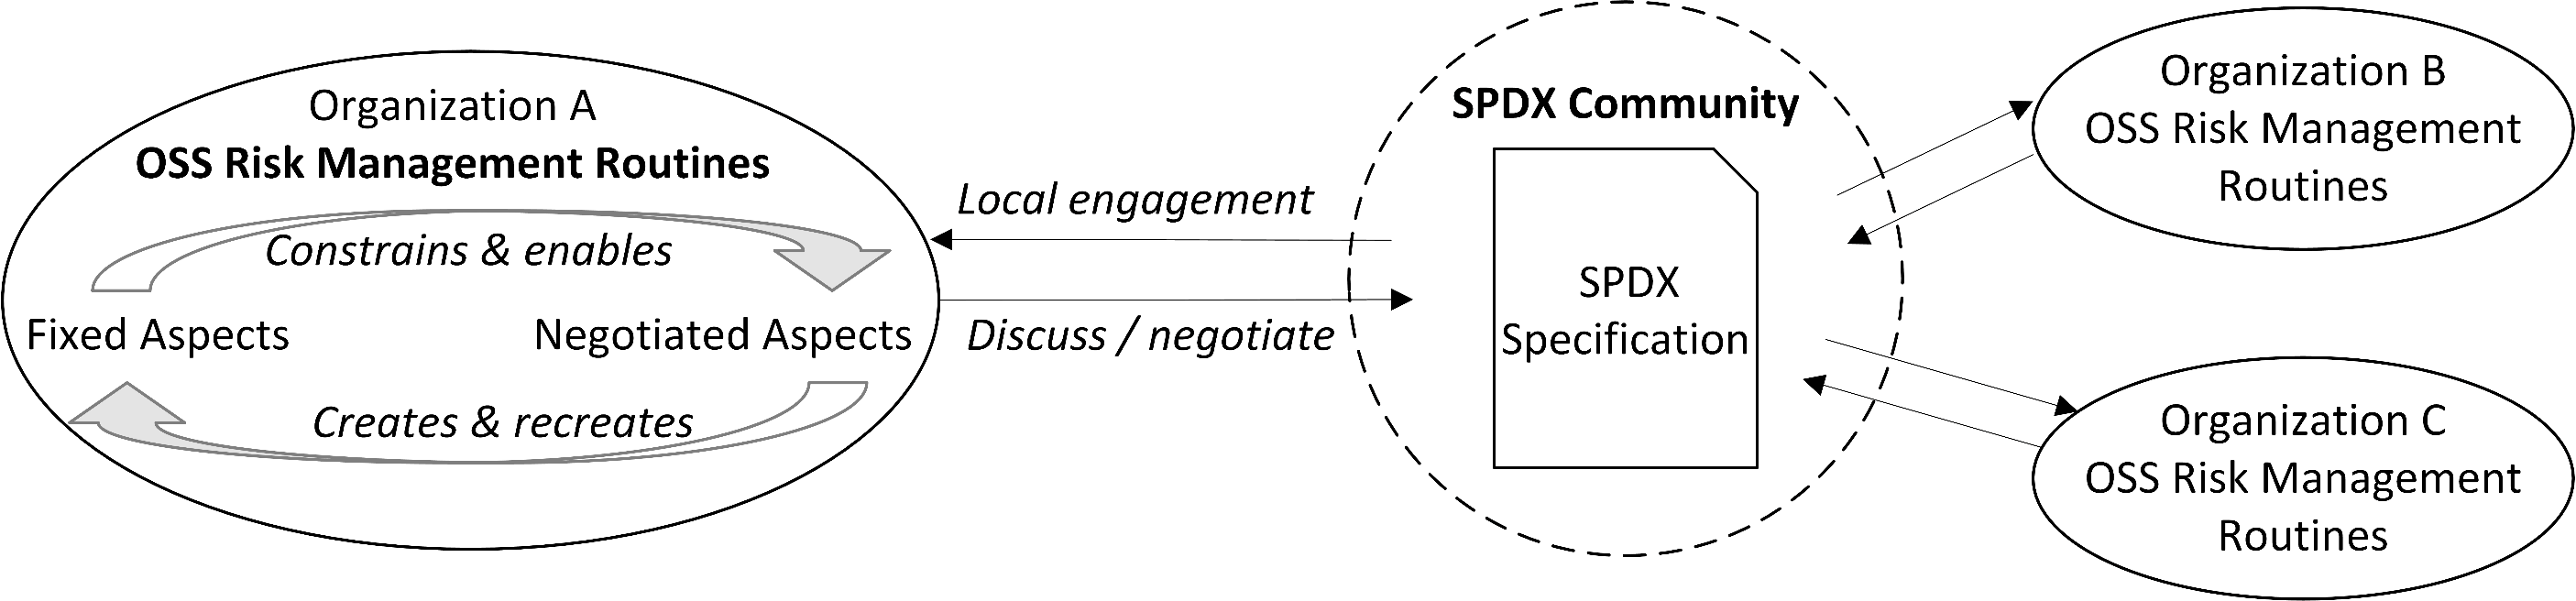 Organization A
OSS Risk Management Routines
Constrains & enables
Fixed Aspects
Negotiated Aspects
Creates & recreates
Local engagement
Discuss / negotiate
SPDX Community
SPDX
Specification
Organization B
OSS Risk Management
Routines
Organization C
OSS Risk Management
Routines